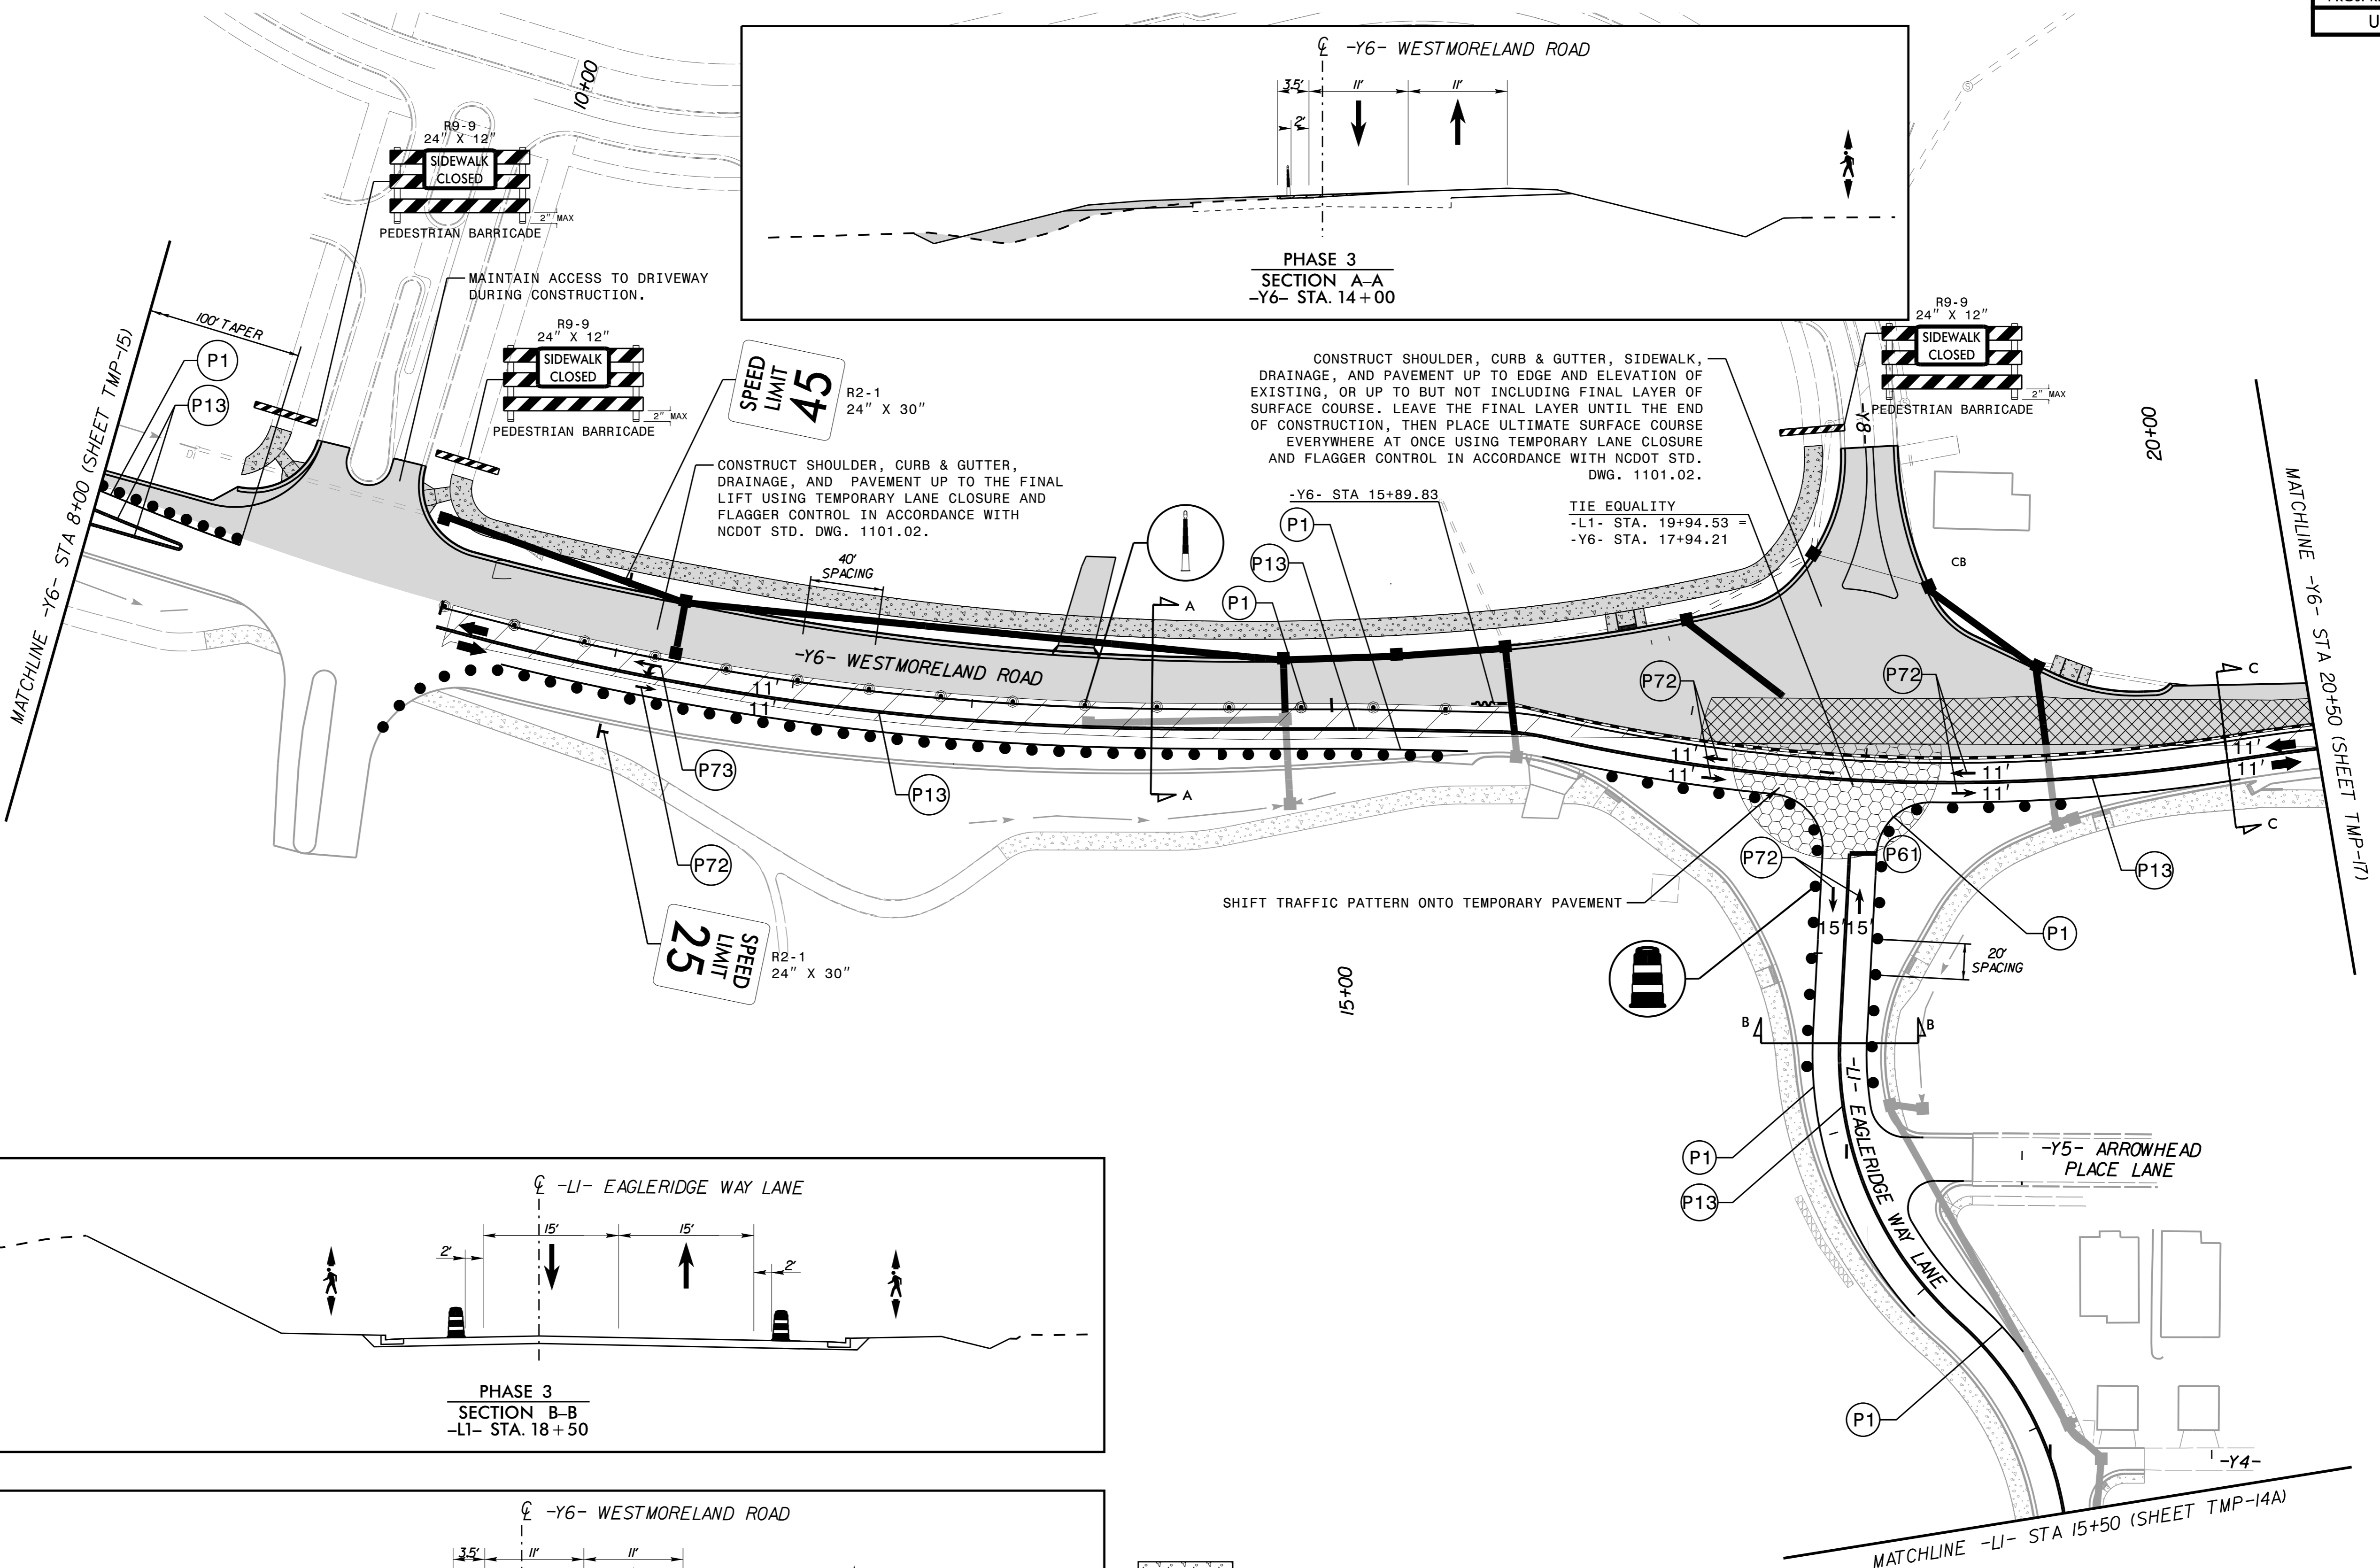 U
℄ -Y6- WESTMORELAND ROAD
3.5' 11' 11'
2'
PHASE 3
SECTION A-A
-Y6- STA. 14+00
10+00
R9-9
24" X 12"
SIDEWALK
CLOSED
2" MAX
PEDESTRIAN BARRICADE
MAINTAIN ACCESS TO DRIVEWAY
DURING CONSTRUCTION.
R9-9
24" X 12"
SIDEWALK
CLOSED
2" MAX
PEDESTRIAN BARRICADE
100' TAPER
P1
P13
MATCHLINE -Y6- STA 8+00 (SHEET TMP-15)
DI
SPEED
LIMIT
45
R2-1
24" X 30"
CONSTRUCT SHOULDER, CURB & GUTTER,
DRAINAGE, AND PAVEMENT UP TO THE FINAL
LIFT USING TEMPORARY LANE CLOSURE AND
FLAGGER CONTROL IN ACCORDANCE WITH
NCDOT STD. DWG. 1101.02.
40'
SPACING
CONSTRUCT SHOULDER, CURB & GUTTER, SIDEWALK,
DRAINAGE, AND PAVEMENT UP TO EDGE AND ELEVATION OF
EXISTING, OR UP TO BUT NOT INCLUDING FINAL LAYER OF
SURFACE COURSE. LEAVE THE FINAL LAYER UNTIL THE END
OF CONSTRUCTION, THEN PLACE ULTIMATE SURFACE COURSE
EVERYWHERE AT ONCE USING TEMPORARY LANE CLOSURE
AND FLAGGER CONTROL IN ACCORDANCE WITH NCDOT STD.
DWG. 1101.02.
-Y6- STA 15+89.83
P1
P13
P1
TIE EQUALITY
-L1- STA. 19+94.53 =
-Y6- STA. 17+94.21
R9-9
24" X 12"
SIDEWALK
CLOSED
2" MAX
PEDESTRIAN BARRICADE
-Y8-
S
CB
20+00
MATCHLINE -Y6- STA 20+50 (SHEET TMP-17)
A
A
-Y6- WESTMORELAND ROAD
11'
11'
P73
P13
P72
P72
P72
11'
11'
11'
11'
11'
11'
C
C
P13
SPEED
LIMIT
25
R2-1
24" X 30"
SHIFT TRAFFIC PATTERN ONTO TEMPORARY PAVEMENT
P72
P61
P1
15' 15'
20'
SPACING
15+00
B
B
-L1- EAGLERIDGE WAY LANE
-Y5- ARROWHEAD
PLACE LANE
P1
P13
P1
-Y4-
MATCHLINE -L1- STA 15+50 (SHEET TMP-14A)
℄ -L1- EAGLERIDGE WAY LANE
15' 15'
2' 2'
PHASE 3
SECTION B-B
-L1- STA. 18+50
℄ -Y6- WESTMORELAND ROAD
3.5' 11' 11'